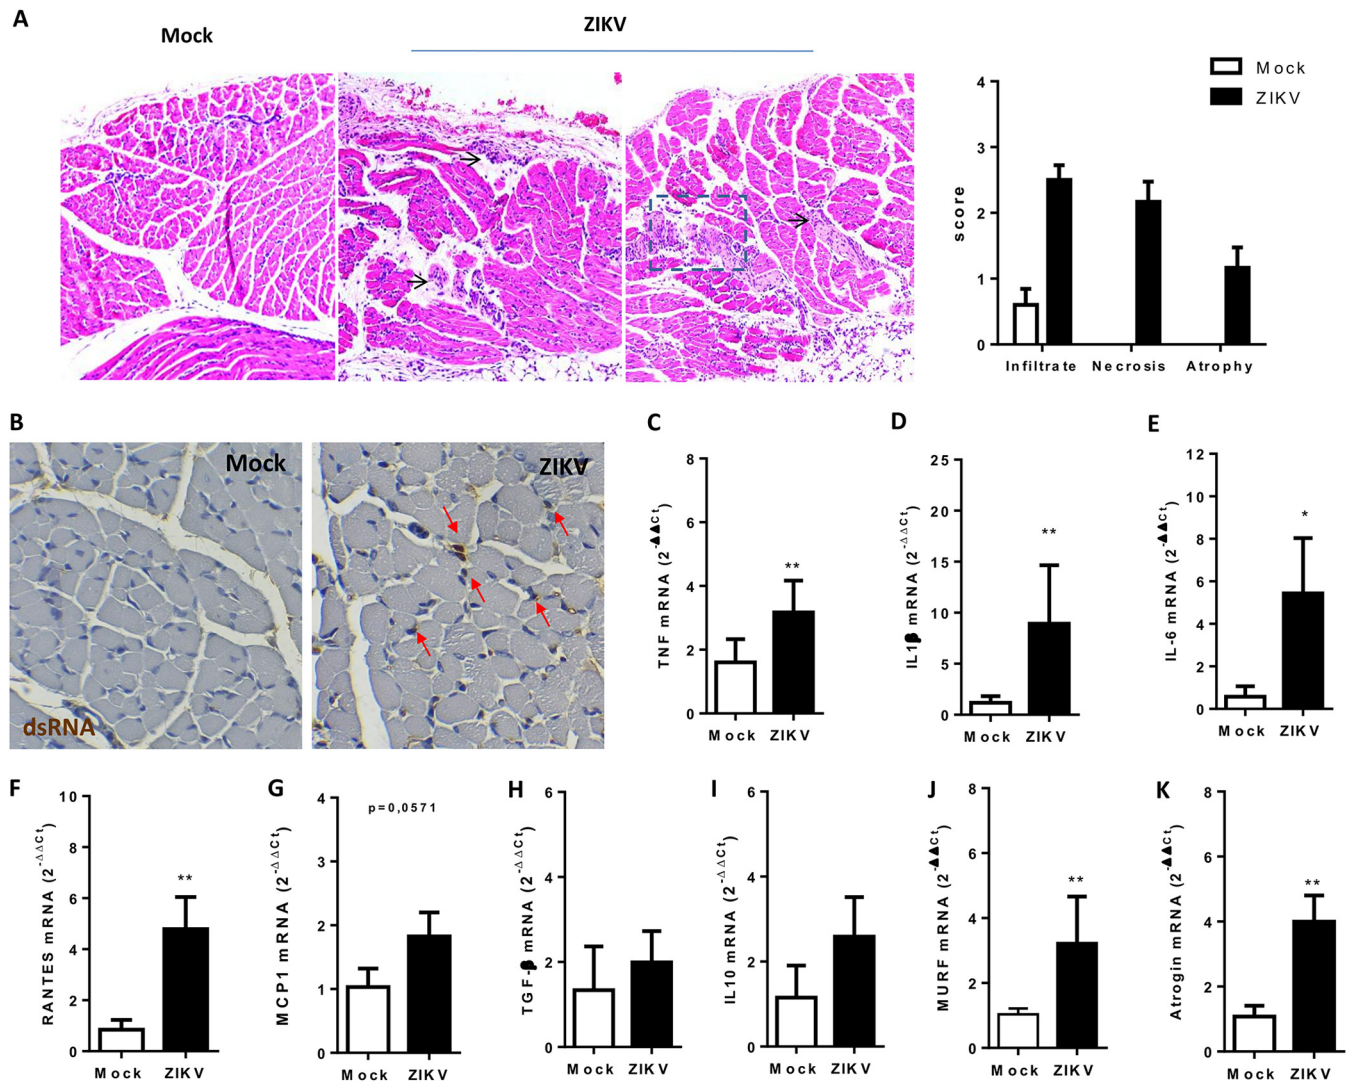 A
Mock
ZIKV
Mock
ZIKV
4
3
2
1
0
score
Infiltrate Necrosis Atrophy
B
Mock
dsRNA
ZIKV
C
TNF mRNA (2^-▲▲Ct)
8
6
4
2
0
**
Mock ZIKV
D
IL1β mRNA (2^-ΔΔCt)
25
20
15
10
5
0
**
Mock ZIKV
E
IL-6 mRNA (2^-▲▲Ct)
12
10
8
6
4
2
0
*
Mock ZIKV
F
RANTES mRNA (2^-ΔΔCt)
10
8
6
4
2
0
**
Mock ZIKV
G
MCP1 mRNA (2^-ΔΔCt)
4
3
2
1
0
p=0,0571
Mock ZIKV
H
TGF-β mRNA (2^-ΔΔCt)
6
4
2
0
Mock ZIKV
I
IL10 mRNA (2^-ΔΔCt)
6
4
2
0
Mock ZIKV
J
MURF mRNA (2^-▲▲Ct)
8
6
4
2
0
**
Mock ZIKV
K
Atrogin mRNA (2^-▲▲Ct)
8
6
4
2
0
**
Mock ZIKV